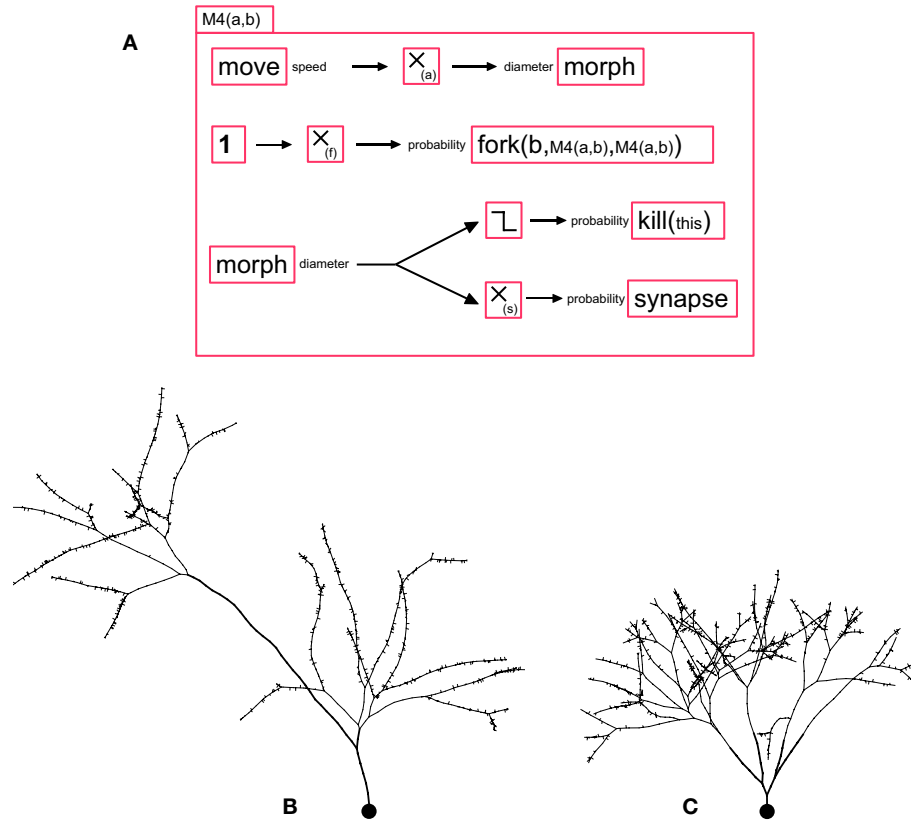 M4(a,b)
A
move speed × (a) diameter morph
1 × (f) probability fork(b,M4(a,b),M4(a,b))
probability kill(this)
morph diameter
× (s) probability synapse
B
C